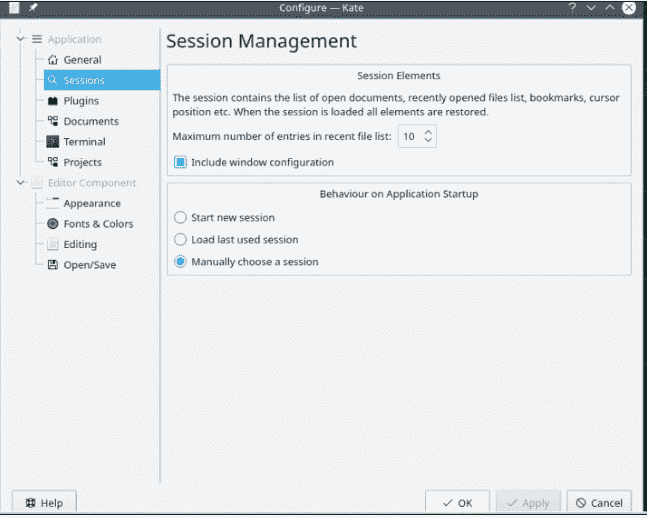 Configure — Kate
Application
General
Sessions
Plugins
Documents
Terminal
Projects
Editor Component
Appearance
Fonts & Colors
Editing
Open/Save
Session Management
Session Elements
The session contains the list of open documents, recently opened files list, bookmarks, cursor
position etc. When the session is loaded all elements are restored.
Maximum number of entries in recent file list: 10
Include window configuration
Behaviour on Application Startup
Start new session
Load last used session
Manually choose a session
Help
OK
Apply
Cancel